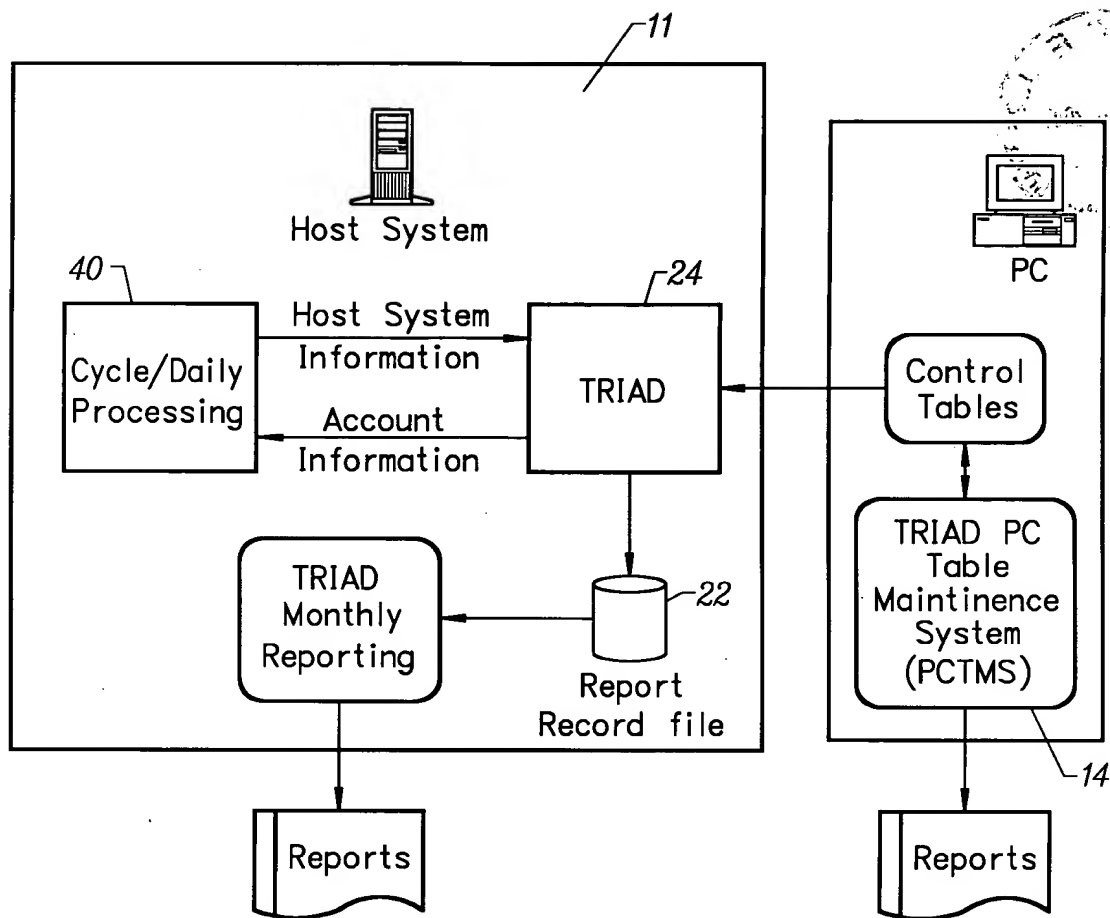 11
Host System
PC
40
24
Host System
Information
Cycle/Daily
Processing
TRIAD
Account
Information
Control
Tables
TRIAD
Monthly
Reporting
22
Report
Record file
TRIAD PC
Table
Maintinence
System
(PCTMS)
14
Reports
Reports